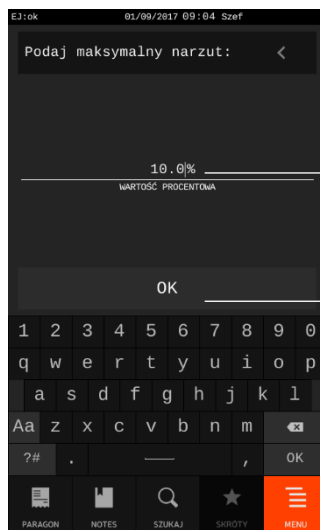 EJ:ok 01/09/2017 09:04 Szef
Podaj maksymalny narzut: <
10.0%
WARTOŚĆ PROCENTOWA
OK
1 2 3 4 5 6 7 8 9 0
q w e r t y u i o p
a s d f g h j k l
Aa z x c v b n m
?# . , OK
PARAGON NOTES SZUKAJ SKRÓTY MENU